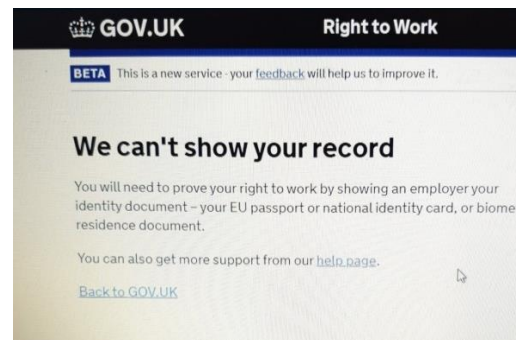 GOV.UK
Right to Work
BETA This is a new service - your feedback will help us to improve it.
We can't show your record
You will need to prove your right to work by showing an employer your
identity document – your EU passport or national identity card, or biome
residence document.
You can also get more support from our help page.
Back to GOV.UK